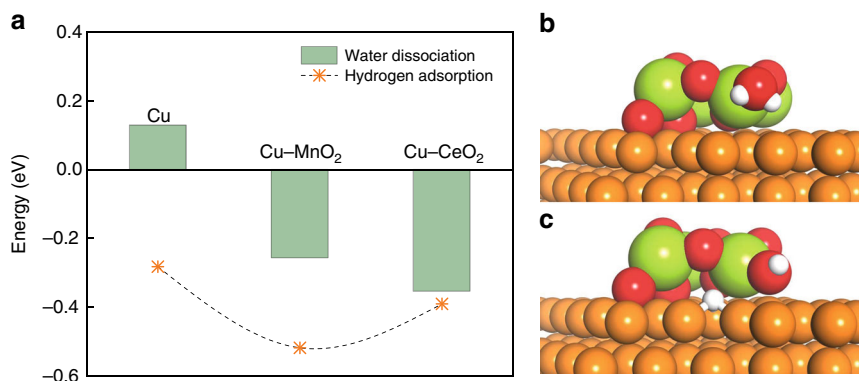 a
0.4
0.2
0.0
–0.2
–0.4
–0.6
Energy (eV)
Water dissociation
Hydrogen adsorption
Cu
Cu–MnO₂
Cu–CeO₂
b
c